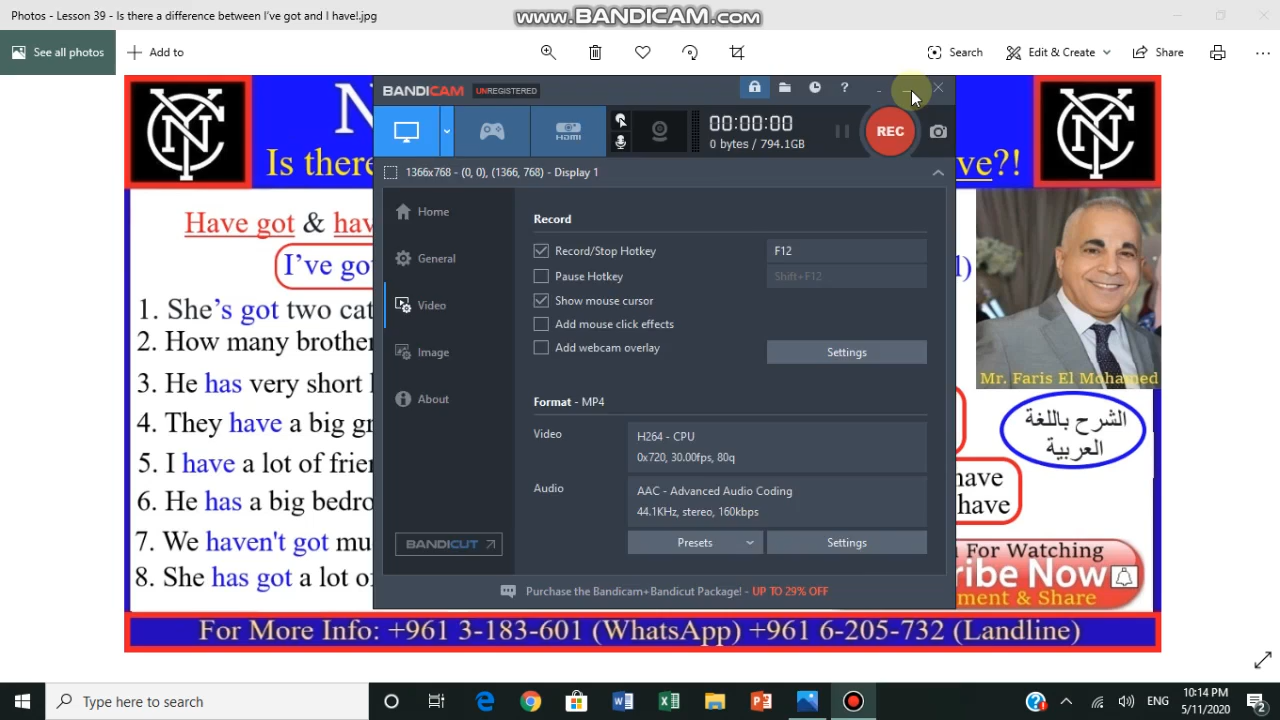 Photos - Lesson 39 - Is there a difference between I've got and I have!.jpg
www.BANDICAM.com
See all photos
Add to
Search
Edit & Create
Share
BANDICAM UNREGISTERED
00:00:00
0 bytes / 794.1GB
REC
HDMI
1366x768 - (0, 0), (1366, 768) - Display 1
Home
General
Video
Image
About
BANDICUT
Record
Record/Stop Hotkey F12
Pause Hotkey Shift+F12
Show mouse cursor
Add mouse click effects
Add webcam overlay
Settings
Format - MP4
Video
H264 - CPU
0x720, 30.00fps, 80q
Audio
AAC - Advanced Audio Coding
44.1KHz, stereo, 160kbps
Presets
Settings
Purchase the Bandicam+Bandicut Package! - UP TO 29% OFF
NY
N
NY
Is there
ve?!
Have got & hav
I've go
l)
1. She's got two cat
2. How many brother
3. He has very short
4. They have a big gr
5. I have a lot of frien
6. He has a big bedro
7. We haven't got mu
8. She has got a lot o
Mr. Faris El Mohamed
الشرح باللغة
العربية
have
have
For Watching
ribe Now
ment & Share
For More Info: +961 3-183-601 (WhatsApp) +961 6-205-732 (Landline)
Type here to search
ENG
10:14 PM
5/11/2020
2